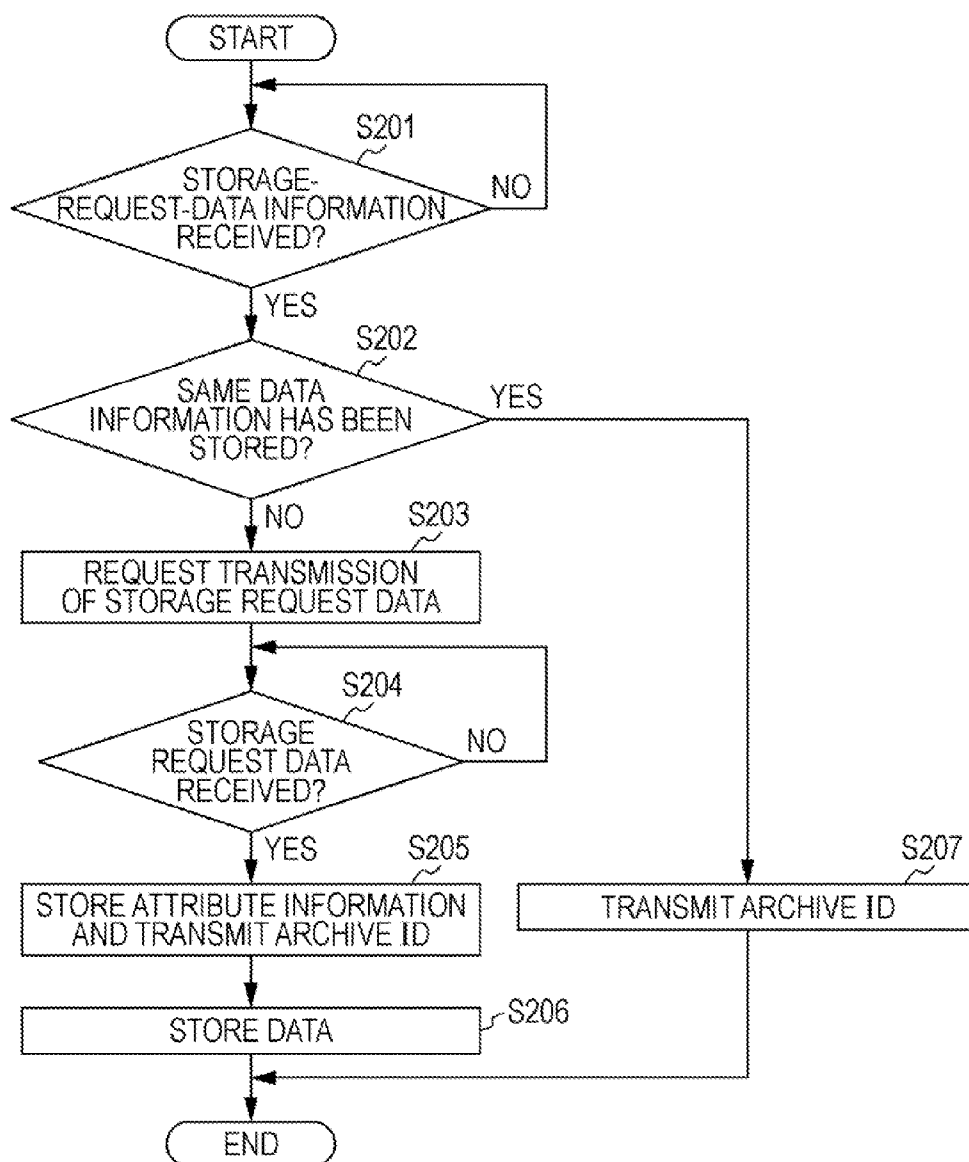 START
S201
STORAGE-
REQUEST-DATA INFORMATION
RECEIVED?
NO
YES
S202
SAME DATA
INFORMATION HAS BEEN
STORED?
YES
NO
S203
REQUEST TRANSMISSION
OF STORAGE REQUEST DATA
S204
STORAGE
REQUEST DATA
RECEIVED?
NO
YES
S205
STORE ATTRIBUTE INFORMATION
AND TRANSMIT ARCHIVE ID
S207
TRANSMIT ARCHIVE ID
STORE DATA
S206
END